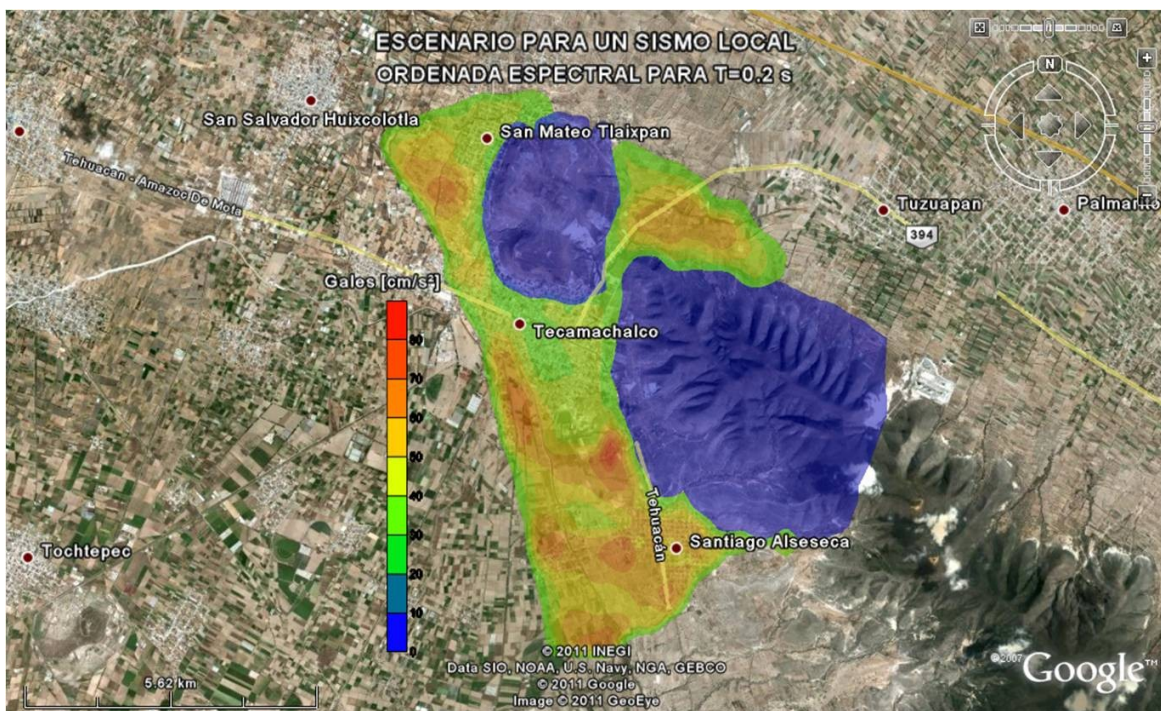 ESCENARIO PARA UN SISMO LOCAL
ORDENADA ESPECTRAL PARA T=0.2 s
N
San Salvador Huixcolotla
San Mateo Tlaixpan
Tehuacan - Amazoc De Mota
Tuzuapan
Palmarito
394
Gales [cm/s²]
Tecamachalco
80
70
60
50
40
30
20
10
0
Tehuacán
Santiago Alseseca
Tochtepec
© 2011 INEGI
Data SIO, NOAA, U.S. Navy, NGA, GEBCO
© 2011 Google
Image © 2011 GeoEye
©2007 Google™
5.62 km